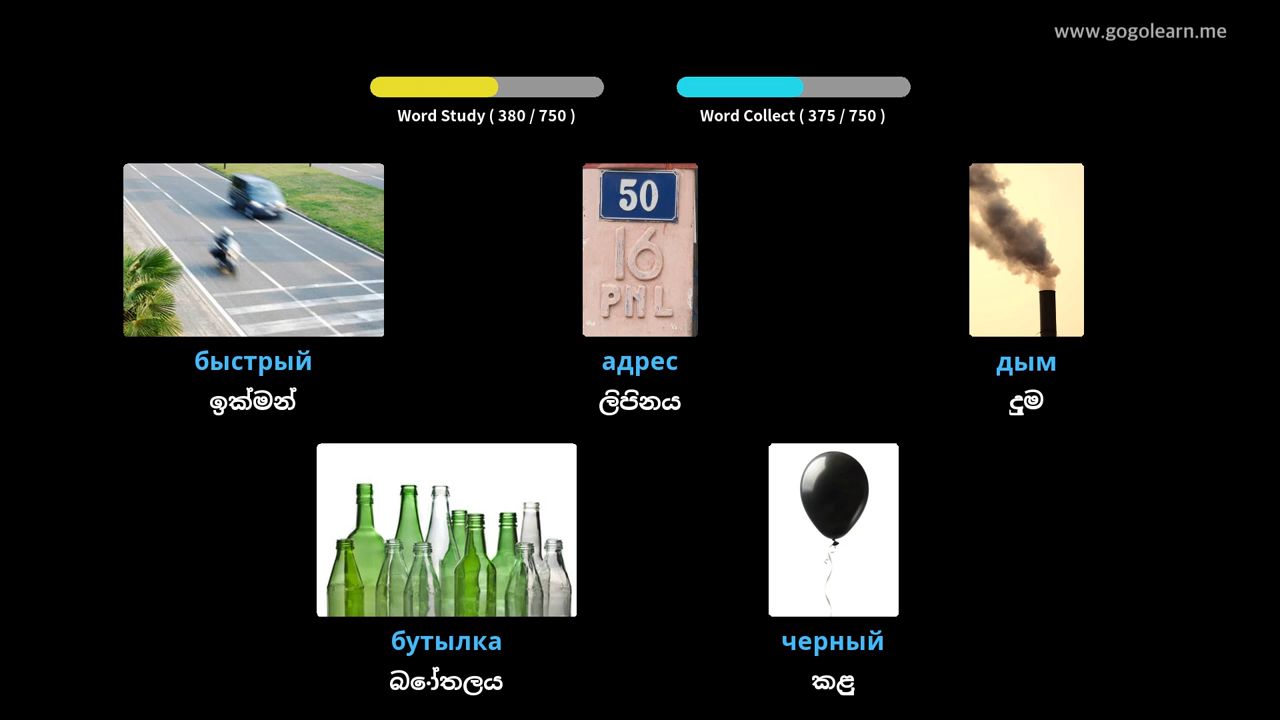 www.gogolearn.me
Word Study ( 380 / 750 )
Word Collect ( 375 / 750 )
50
16
PHL
быстрый
ඉක්මන්
адрес
ලිපිනය
дым
දුම
бутылка
බෝතලය
черный
කළු